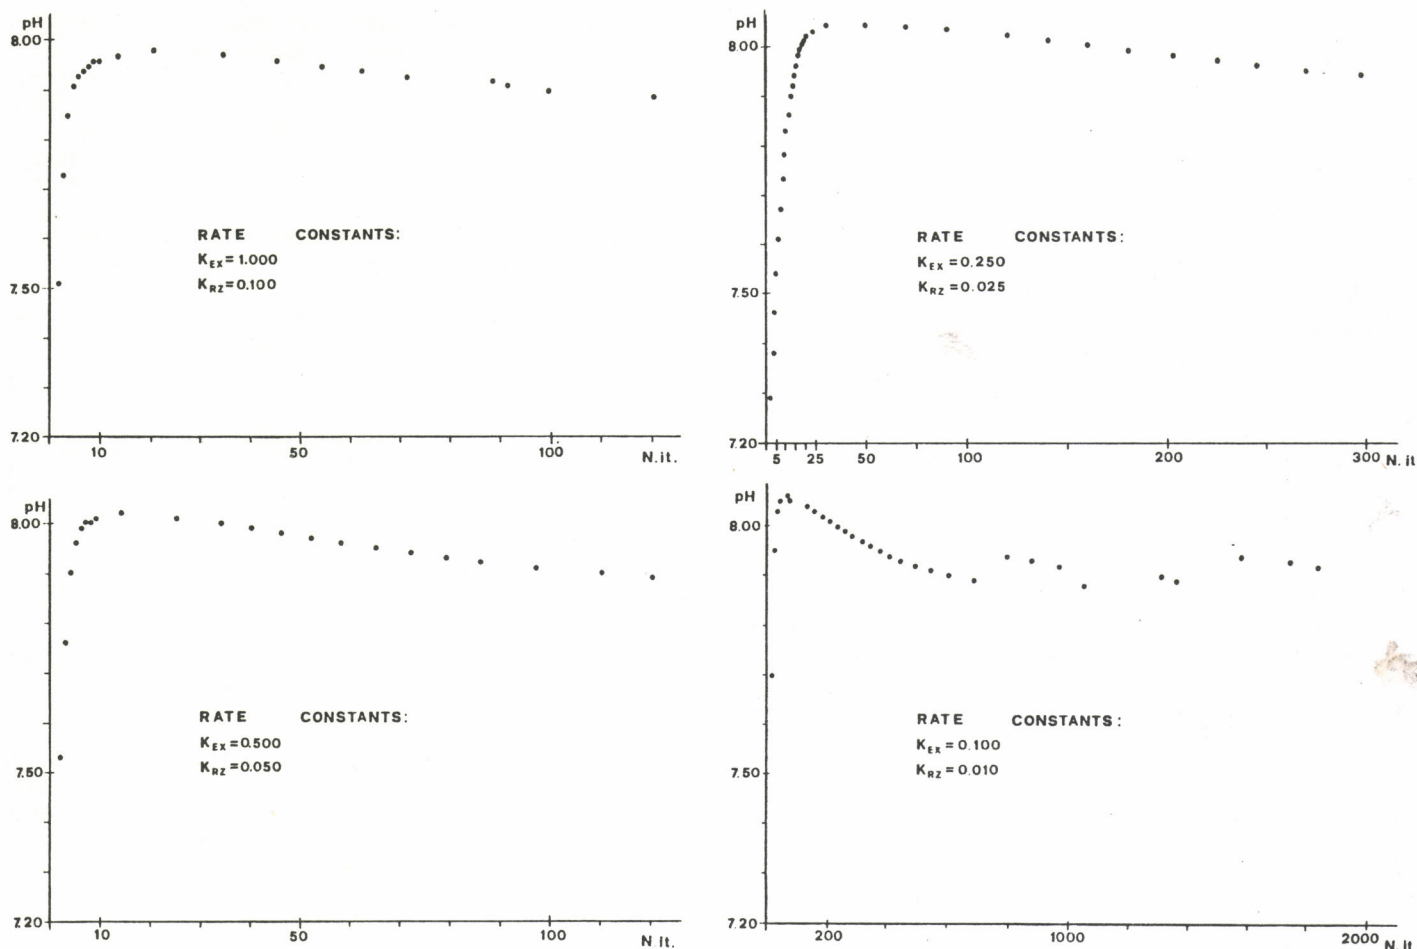 pH
8.00
7.50
7.20
RATE CONSTANTS:
K_EX=1.000
K_RZ=0.100
10 50 100 N.it.
pH
8.00
7.50
7.20
RATE CONSTANTS:
K_EX=0.250
K_RZ=0.025
5 25 50 100 200 300 N.it
pH
8.00
7.50
7.20
RATE CONSTANTS:
K_EX=0.500
K_RZ=0.050
10 50 100 N.it.
pH
8.00
7.50
7.20
RATE CONSTANTS:
K_EX=0.100
K_RZ=0.010
200 1000 2000 N.it